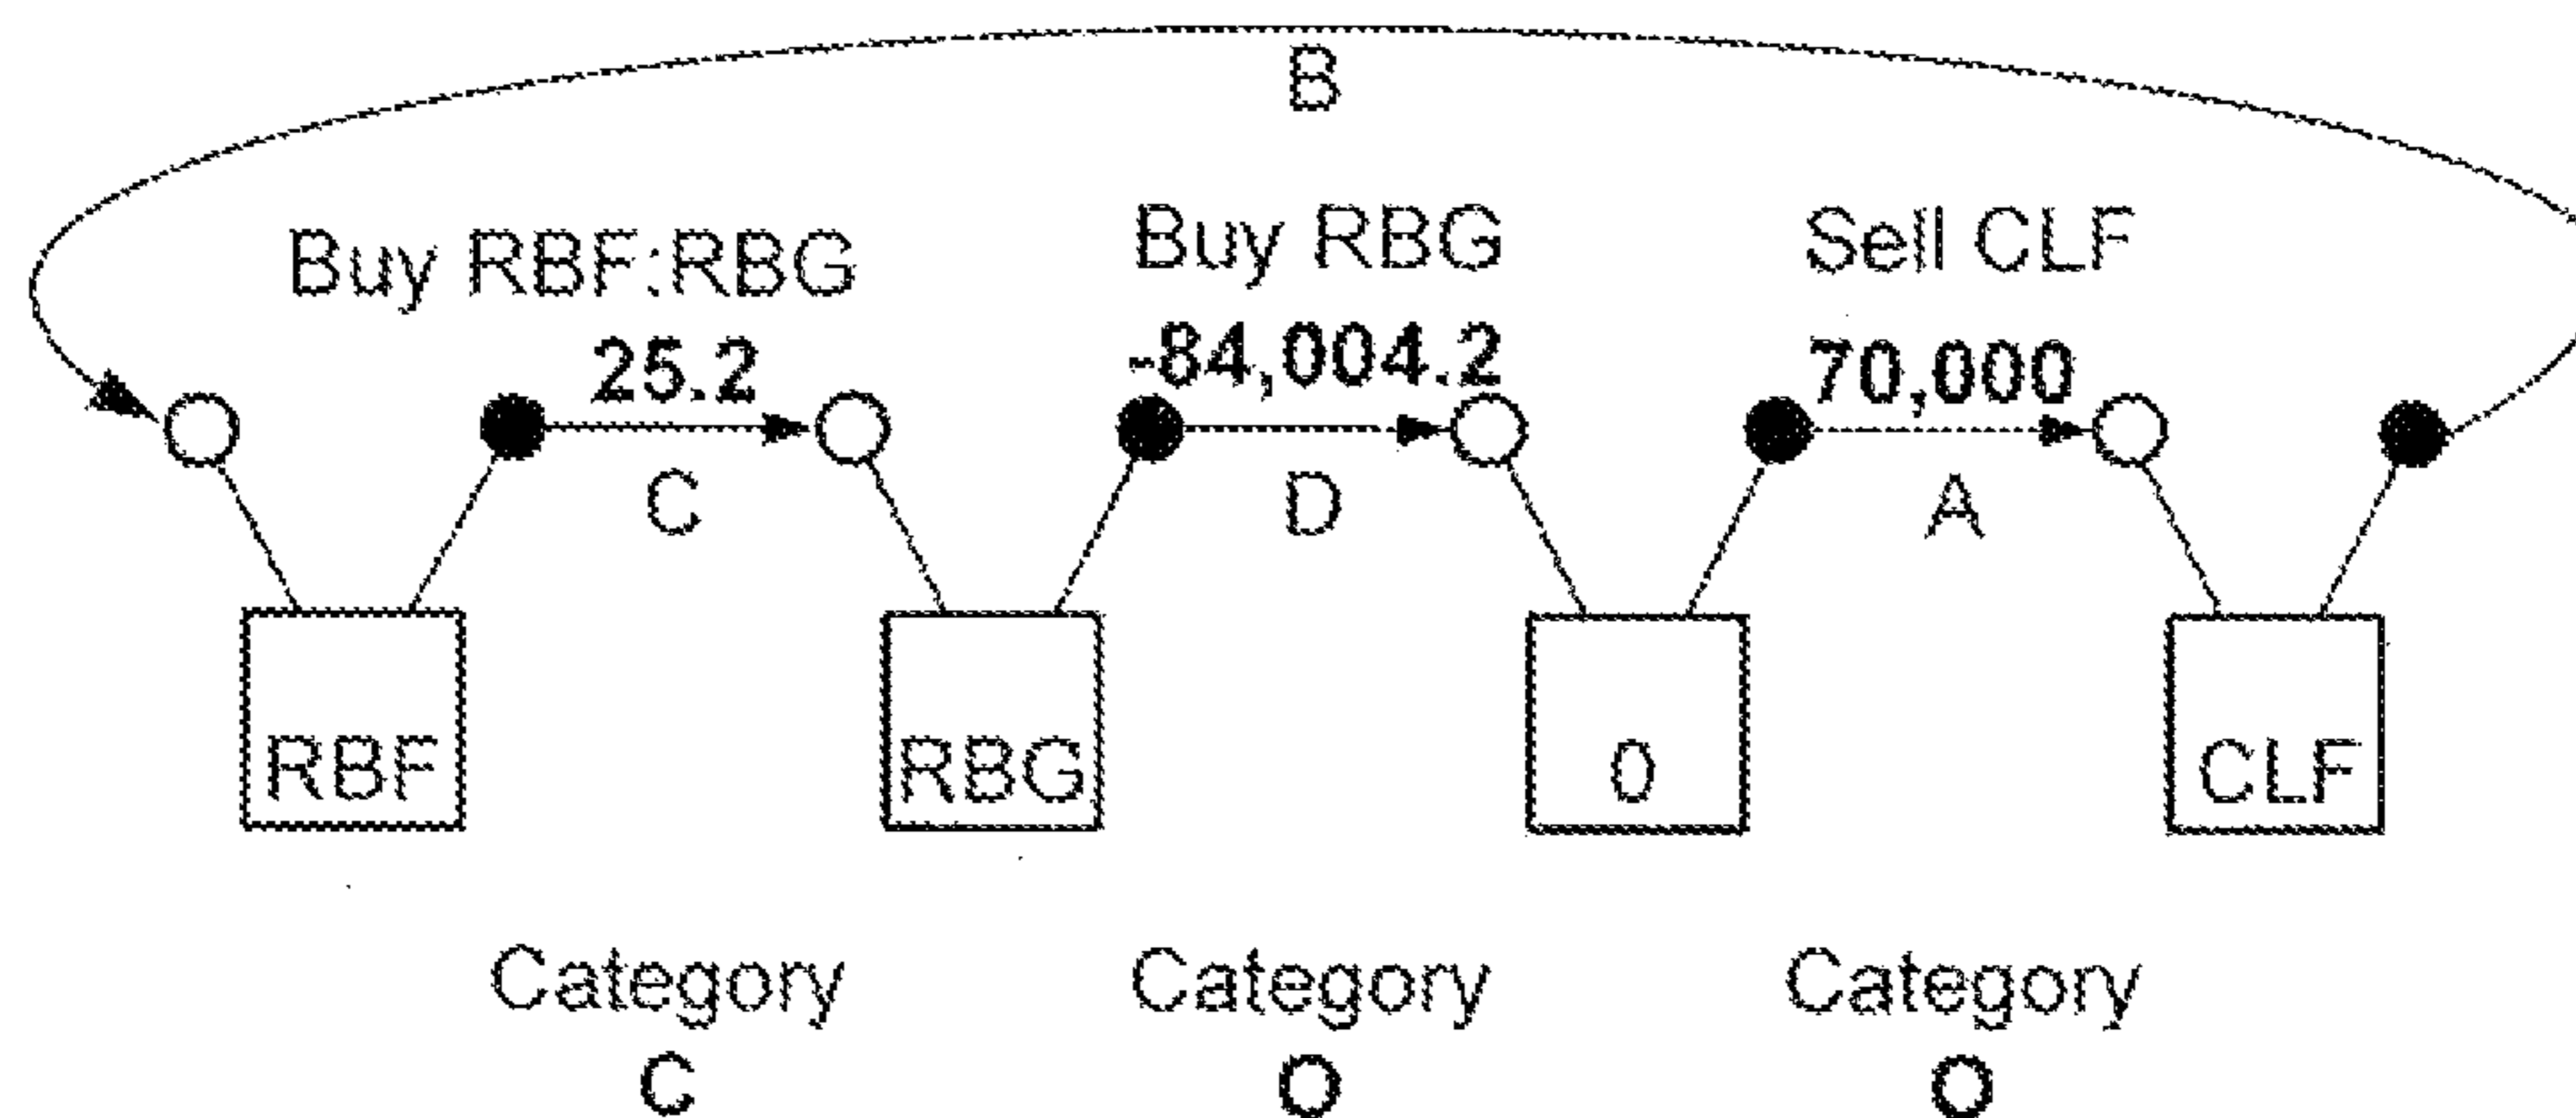 B
Buy RBF:RBG
Buy RBG
Sell CLF
25.2
-84,004.2
70,000
C
D
A
RBF
RBG
0
CLF
Category
Category
Category
C
O
O